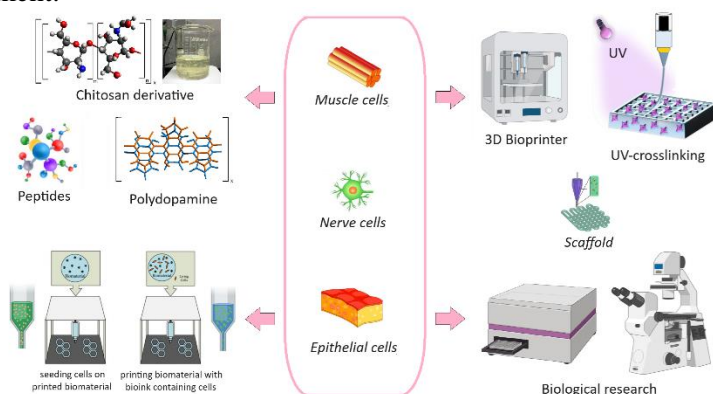 Chitosan derivative
Peptides
Polydopamine
n
seeding cells on
printed biomaterial
printing biomaterial with
bioink containing cells
Muscle cells
Nerve cells
Epithelial cells
3D Bioprinter
UV
UV-crosslinking
Scaffold
Biological research